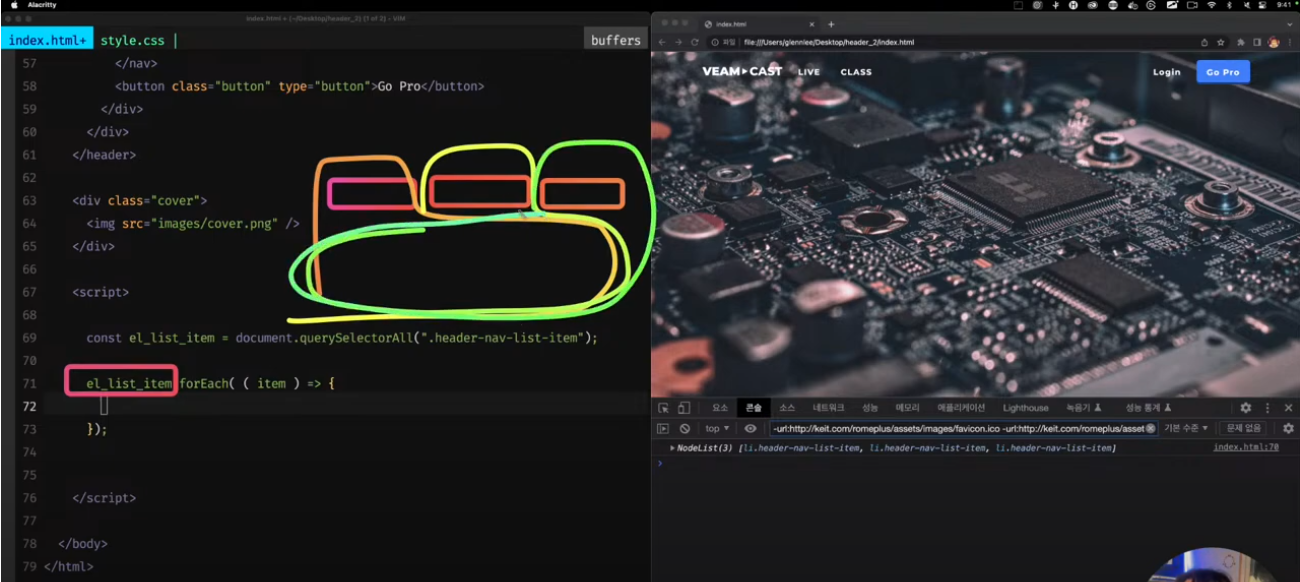 Alacritty
9:41
index.html + (~/Desktop/header_2) (1 of 2) - VIM
index.html+ style.css | buffers
57 </nav>
58 <button class="button" type="button">Go Pro</button>
59 </div>
60 </div>
61 </header>
62
63 <div class="cover">
64 <img src="images/cover.png" />
65 </div>
66
67 <script>
68
69 const el_list_item = document.querySelectorAll(".header-nav-list-item");
70
71 el_list_item forEach( ( item ) => {
72
73 });
74
75
76 </script>
77
78 </body>
79 </html>
index.html
파일 file:///Users/glenniee/Desktop/header_2/index.html
VEAM CAST LIVE CLASS Login Go Pro
요소 콘솔 소스 네트워크 성능 메모리 애플리케이션 Lighthouse 녹음기 성능 통계
top -url:http://keit.com/romeplus/assets/images/favicon.ico -url:http://keit.com/romeplus/asset 기본 수준 문제 없음
NodeList(3) [li.header-nav-list-item, li.header-nav-list-item, li.header-nav-list-item] index.html:70